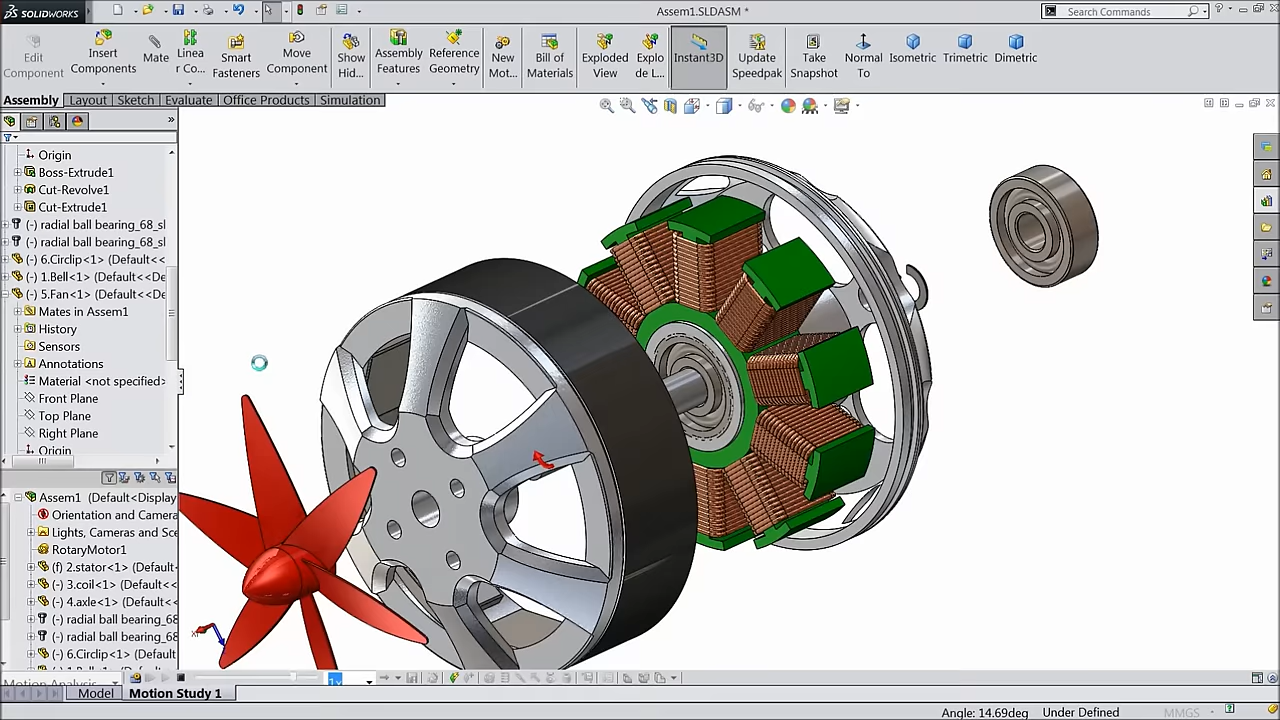 SOLIDWORKS
Assem1.SLDASM *
Search Commands
Edit Component
Insert Components
Mate
Linea r Co...
Smart Fasteners
Move Component
Show Hid...
Assembly Features
Reference Geometry
New Mot...
Bill of Materials
Exploded View
Explo de L...
Instant3D
Update Speedpak
Take Snapshot
Normal To
Isometric
Trimetric
Dimetric
Assembly
Layout
Sketch
Evaluate
Office Products
Simulation
Origin
Boss-Extrude1
Cut-Revolve1
Cut-Extrude1
(-) radial ball bearing_68_sl
(-) radial ball bearing_68_sl
(-) 6.Circlip<1> (Default<<
(-) 1.Bell<1> (Default<<De
(-) 5.Fan<1> (Default<<De
Mates in Assem1
History
Sensors
Annotations
Material <not specified>
Front Plane
Top Plane
Right Plane
Origin
Assem1 (Default<Display
Orientation and Camera
Lights, Cameras and Sce
RotaryMotor1
(f) 2.stator<1> (Default<
(-) 3.coil<1> (Default<<
(-) 4.axle<1> (Default<<
(-) radial ball bearing_68
(-) radial ball bearing_68
(-) 6.Circlip<1> (Default
Motion Analysis
Model
Motion Study 1
Angle: 14.69deg
Under Defined
MMGS